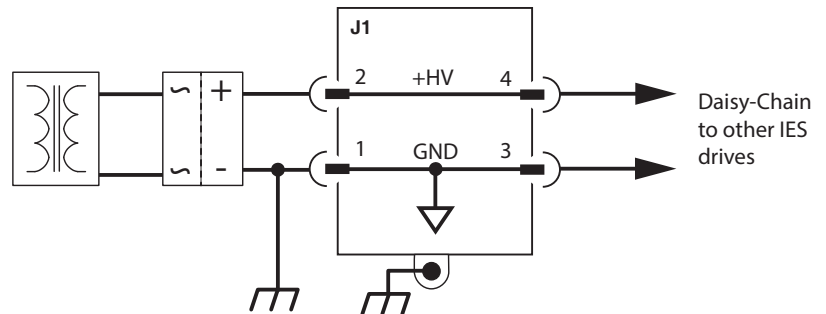 J1
2 +HV 4
∽ +
Daisy-Chain
to other IES
drives
1 GND 3
∽ -